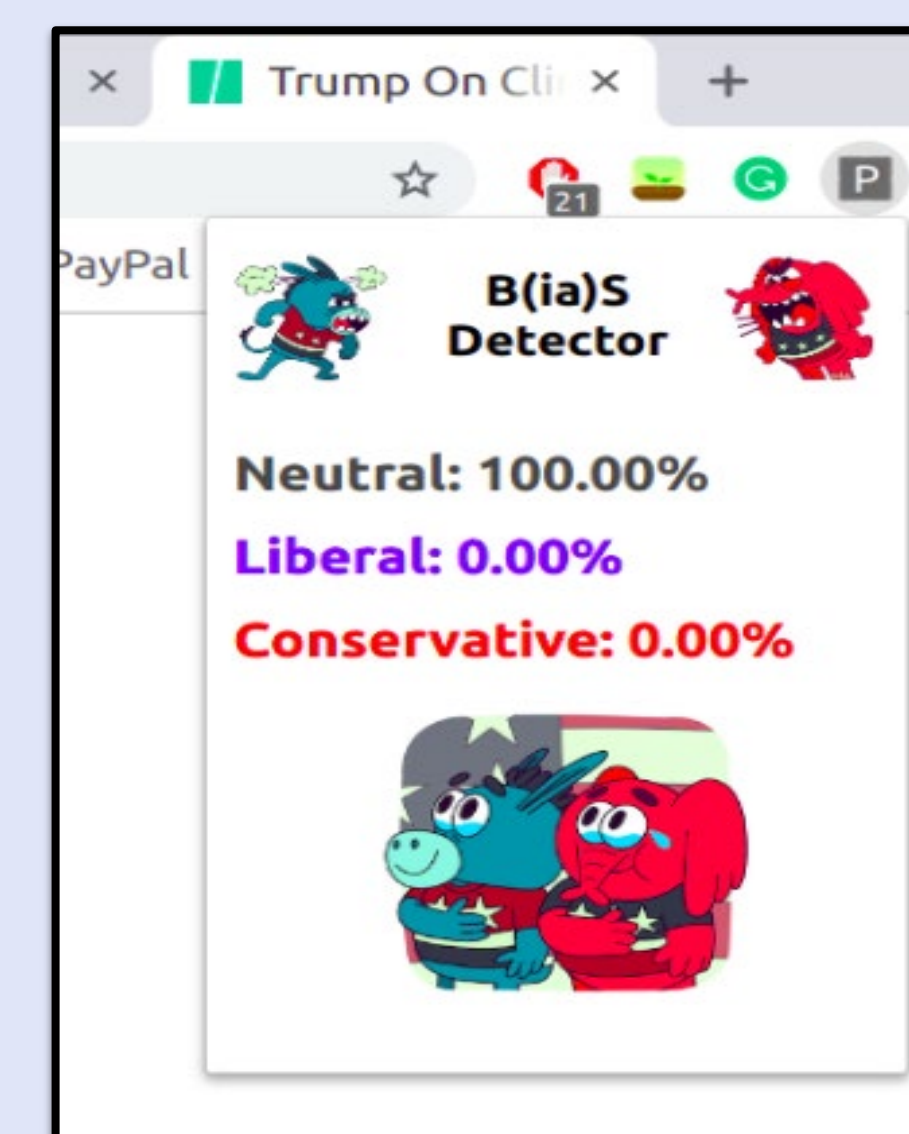 Trump On Cli
21
G
P
PayPal
B(ia)S
Detector
Neutral: 100.00%
Liberal: 0.00%
Conservative: 0.00%